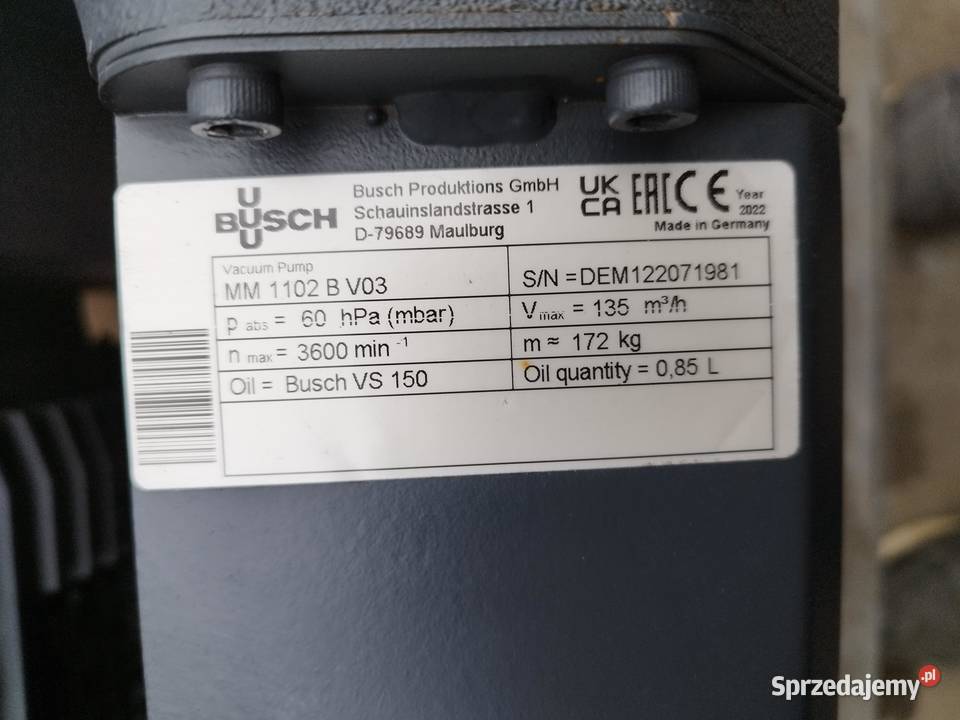 U
BUSCH
U
Busch Produktions GmbH
Schauinslandstrasse 1
D-79689 Maulburg
UK
CA EAC CE Year
2022
Made in Germany
Vacuum Pump
MM 1102 B V03
S/N =DEM122071981
p abs = 60 hPa (mbar)
V max = 135 m³/h
n max = 3600 min -1
m ≈ 172 kg
Oil = Busch VS 150
Oil quantity = 0,85 L
Sprzedajemy.pl